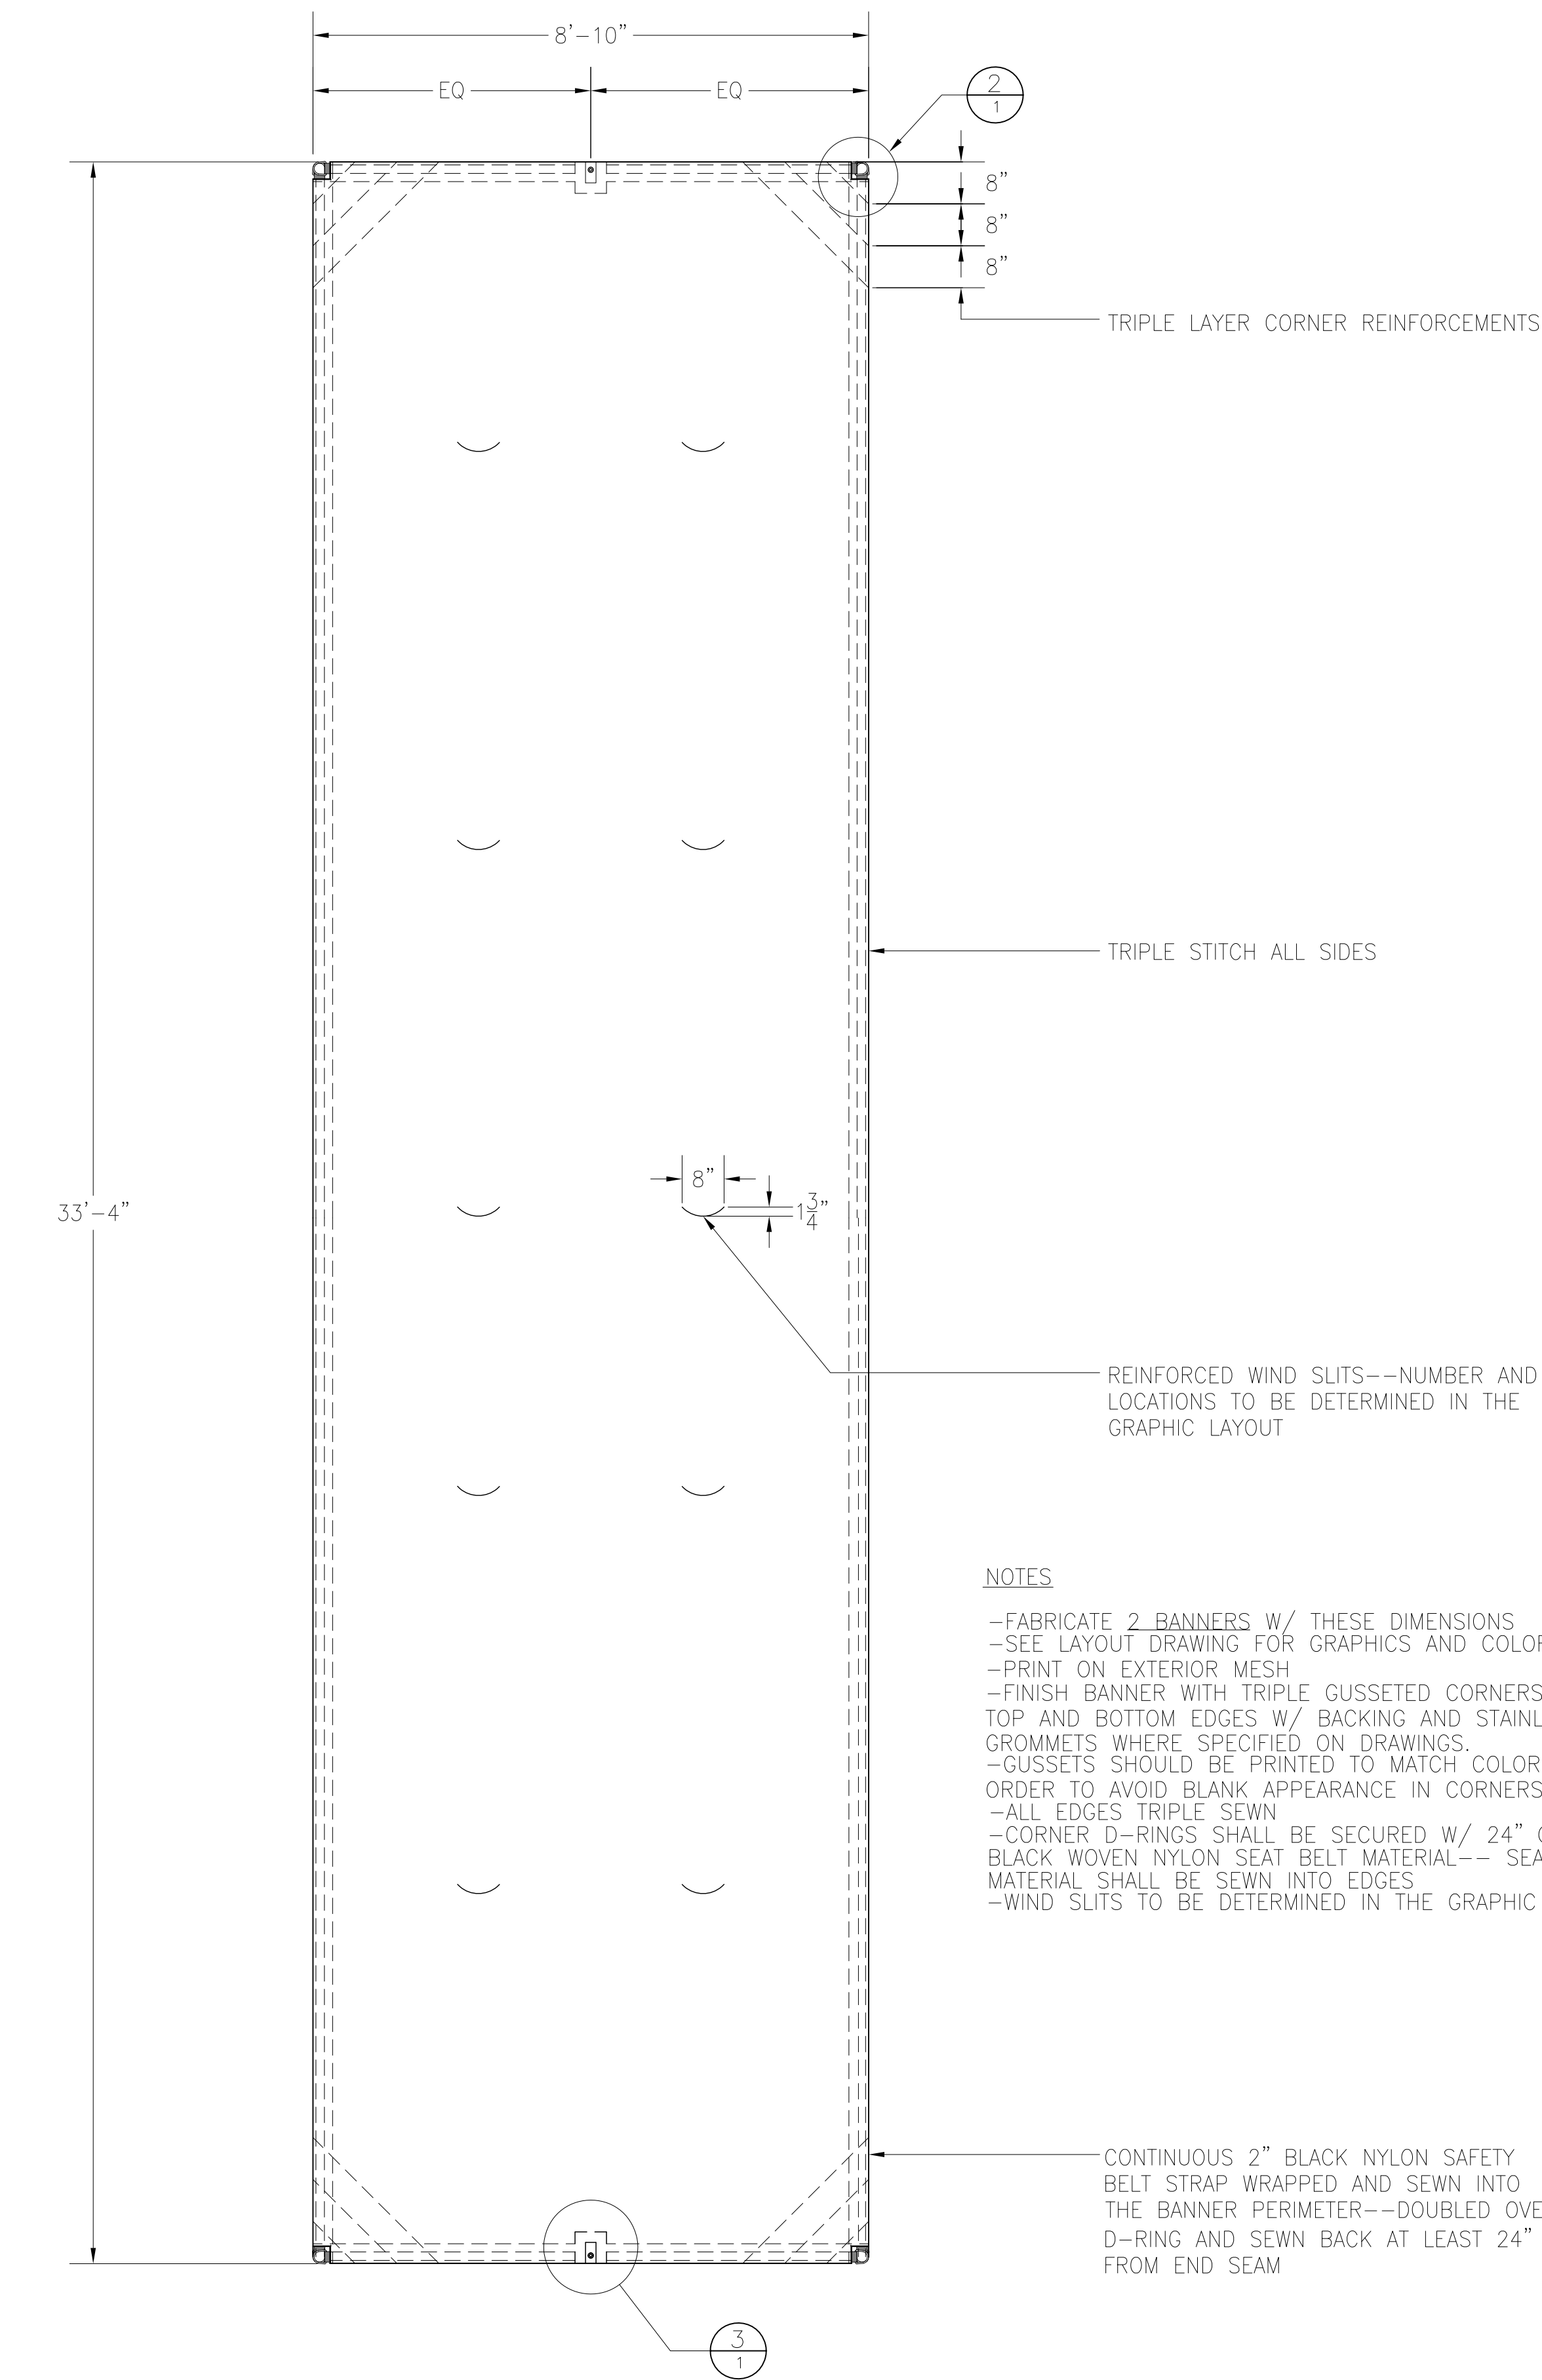 8'-10"
EQ
EQ
2
1
8"
8"
8"
TRIPLE LAYER CORNER REINFORCEMENTS
TRIPLE STITCH ALL SIDES
8"
1 3/4"
33'-4"
REINFORCED WIND SLITS--NUMBER AND
LOCATIONS TO BE DETERMINED IN THE
GRAPHIC LAYOUT
NOTES
-FABRICATE 2 BANNERS W/ THESE DIMENSIONS
-SEE LAYOUT DRAWING FOR GRAPHICS AND
-PRINT ON EXTERIOR MESH
-FINISH BANNER WITH TRIPLE GUSSETED CORNERS
TOP AND BOTTOM EDGES W/ BACKING AND
GROMMETS WHERE SPECIFIED ON DRAWINGS.
-GUSSETS SHOULD BE PRINTED TO MATCH COLOR
ORDER TO AVOID BLANK APPEARANCE IN CORNERS
-ALL EDGES TRIPLE SEWN
-CORNER D-RINGS SHALL BE SECURED W/ 24"
BLACK WOVEN NYLON SEAT BELT MATERIAL--
MATERIAL SHALL BE SEWN INTO EDGES
-WIND SLITS TO BE DETERMINED IN THE GRAPHIC
CONTINUOUS 2" BLACK NYLON SAFETY
BELT STRAP WRAPPED AND SEWN INTO
THE BANNER PERIMETER--DOUBLED
D-RING AND SEWN BACK AT LEAST 24"
FROM END SEAM
3
1